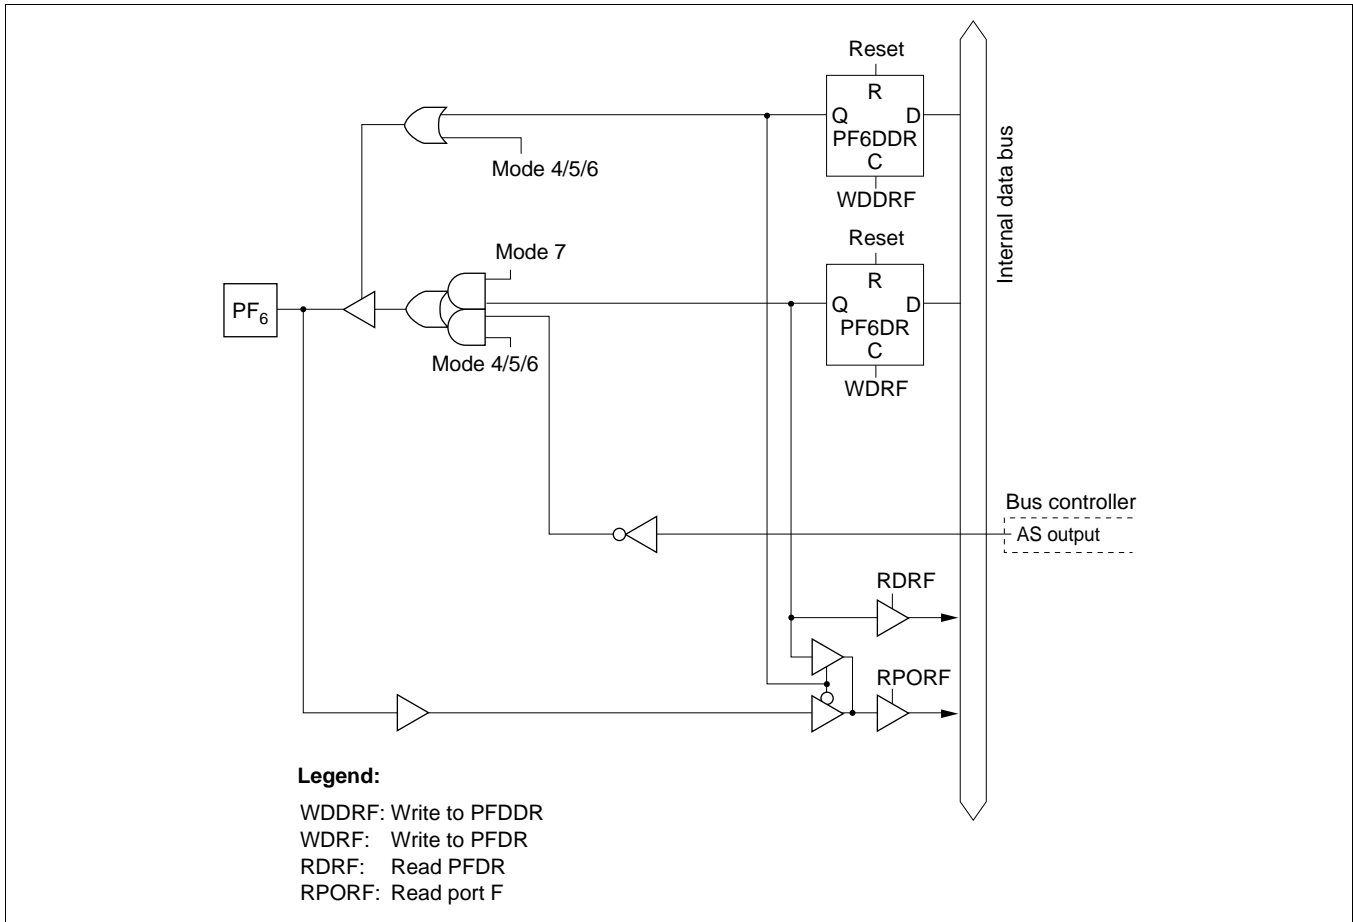 Reset
R
Q D
PF6DDR
C
WDDRF
Mode 4/5/6
Internal data bus
Reset
R
Q D
PF6DR
C
WDRF
Mode 7
PF6
Mode 4/5/6
Bus controller
AS output
RDRF
RPORF
Legend:
WDDRF: Write to PFDDR
WDRF: Write to PFDR
RDRF: Read PFDR
RPORF: Read port F